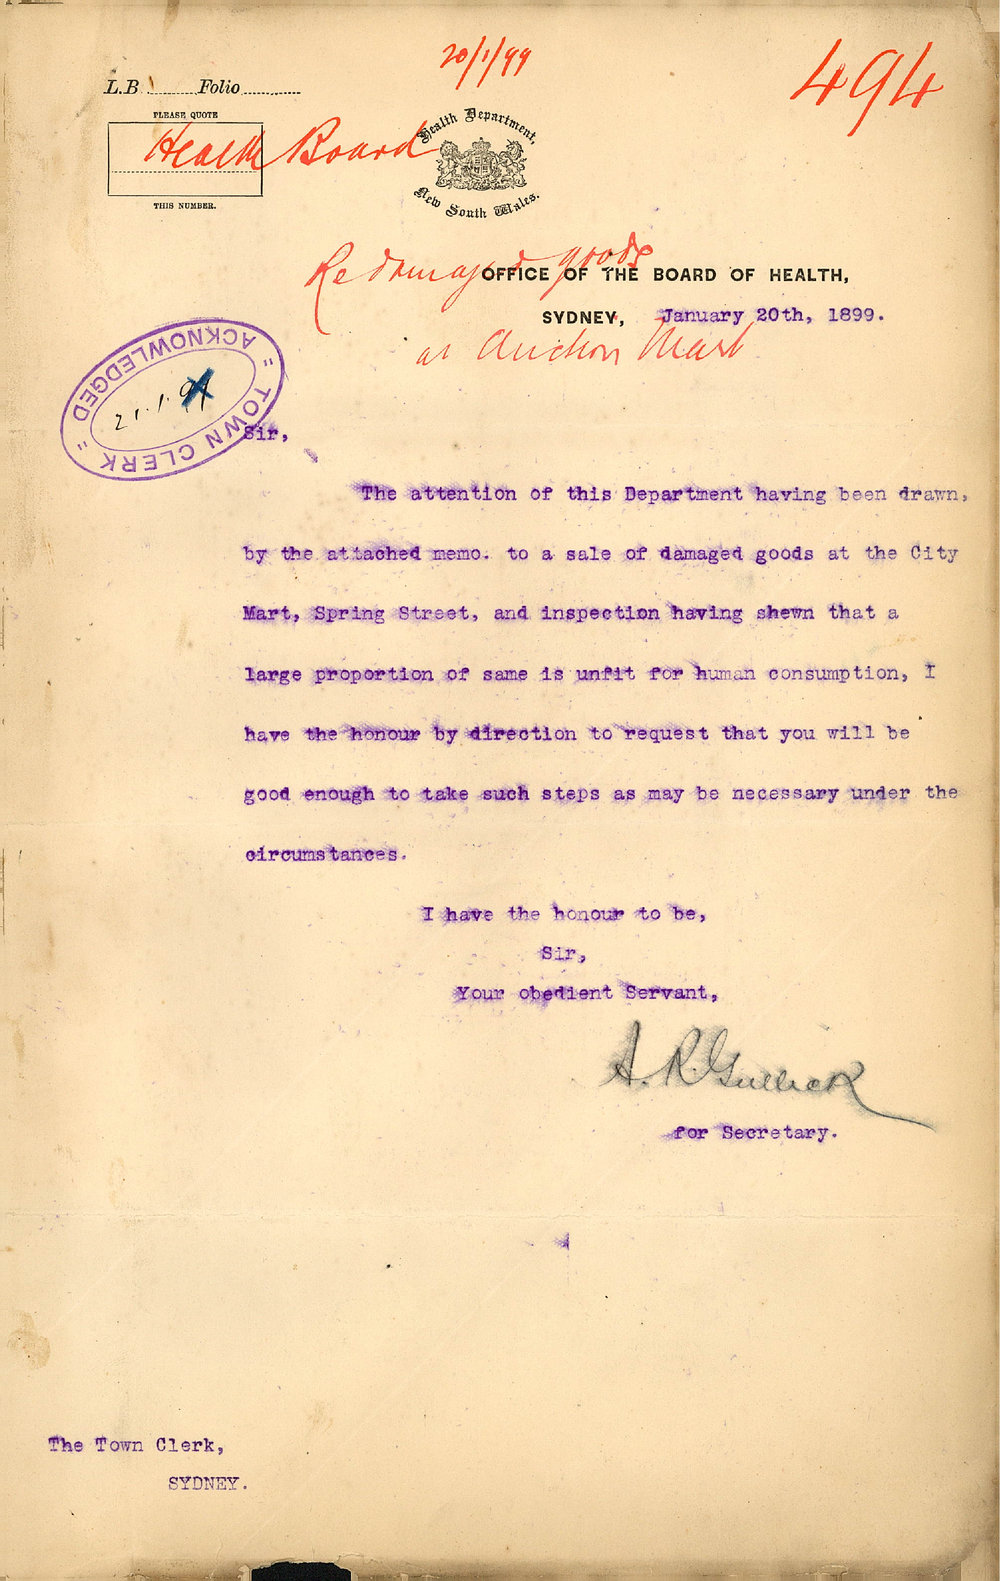 20/1/99
494
L.B. Folio
PLEASE QUOTE
Health Board
THIS NUMBER.
Health Department,
New South Wales.
Re damaged goods
OFFICE OF THE BOARD OF HEALTH,
SYDNEY, January 20th, 1899.
at Auction Mart
"TOWN CLERK"
ACKNOWLEDGED
21.1.99
Sir,
The attention of this Department having been drawn,
by the attached memo. to a sale of damaged goods at the City
Mart, Spring Street, and inspection having shewn that a
large proportion of same is unfit for human consumption, I
have the honour by direction to request that you will be
good enough to take such steps as may be necessary under the
circumstances.
I have the honour to be,
Sir,
Your obedient Servant,
A. R. Gullick
for Secretary.
The Town Clerk,
SYDNEY.